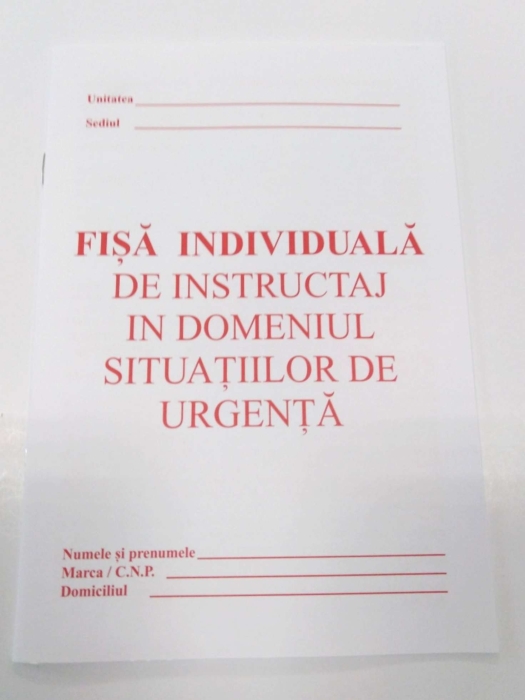 Unitatea
Sediul
FIȘĂ INDIVIDUALĂ
DE INSTRUCTAJ
IN DOMENIUL
SITUAȚIILOR DE
URGENȚĂ
Numele și prenumele
Marca / C.N.P.
Domiciliul